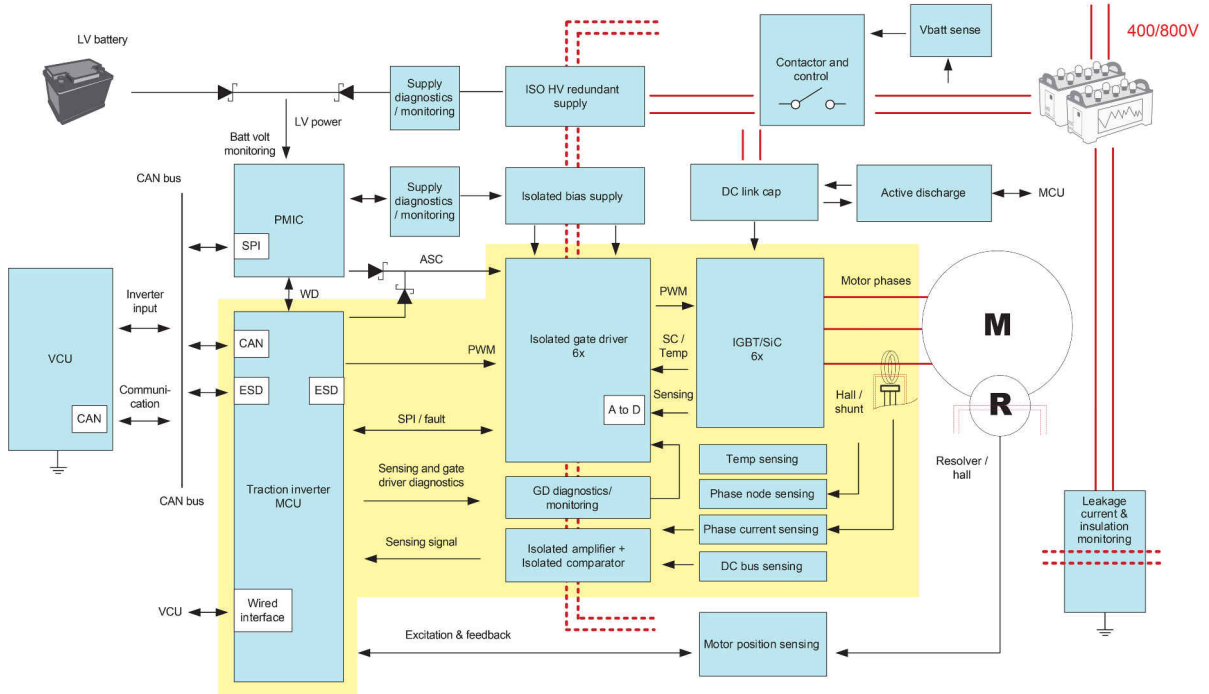 LV battery
Vbatt sense
400/800V
Contactor and
control
Supply
diagnostics
/ monitoring
ISO HV redundant
supply
LV power
Batt volt
monitoring
CAN bus
PMIC
SPI
Supply
diagnostics
/ monitoring
Isolated bias supply
DC link cap
Active discharge
MCU
ASC
WD
Motor phases
VCU
CAN
Inverter
input
Communi-
cation
CAN bus
CAN
ESD
ESD
PWM
Isolated gate driver
6x
A to D
PWM
SC /
Temp
Sensing
IGBT/SiC
6x
M
R
Hall /
shunt
Resolver /
hall
SPI / fault
Traction inverter
MCU
Sensing and gate
driver diagnostics
GD diagnostics/
monitoring
Temp sensing
Phase node sensing
Phase current sensing
DC bus sensing
Sensing signal
Isolated amplifier +
Isolated comparator
Leakage
current &
insulation
monitoring
VCU
Wired
interface
Excitation & feedback
Motor position sensing